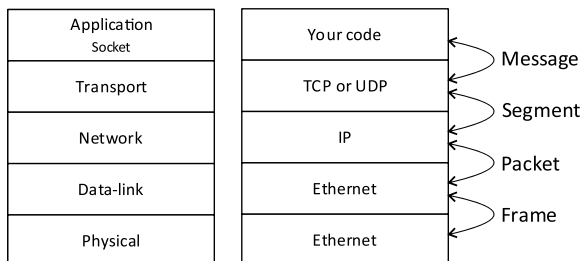 Application
Socket
Transport
Network
Data-link
Physical
Your code
TCP or UDP
IP
Ethernet
Ethernet
Message
Segment
Packet
Frame